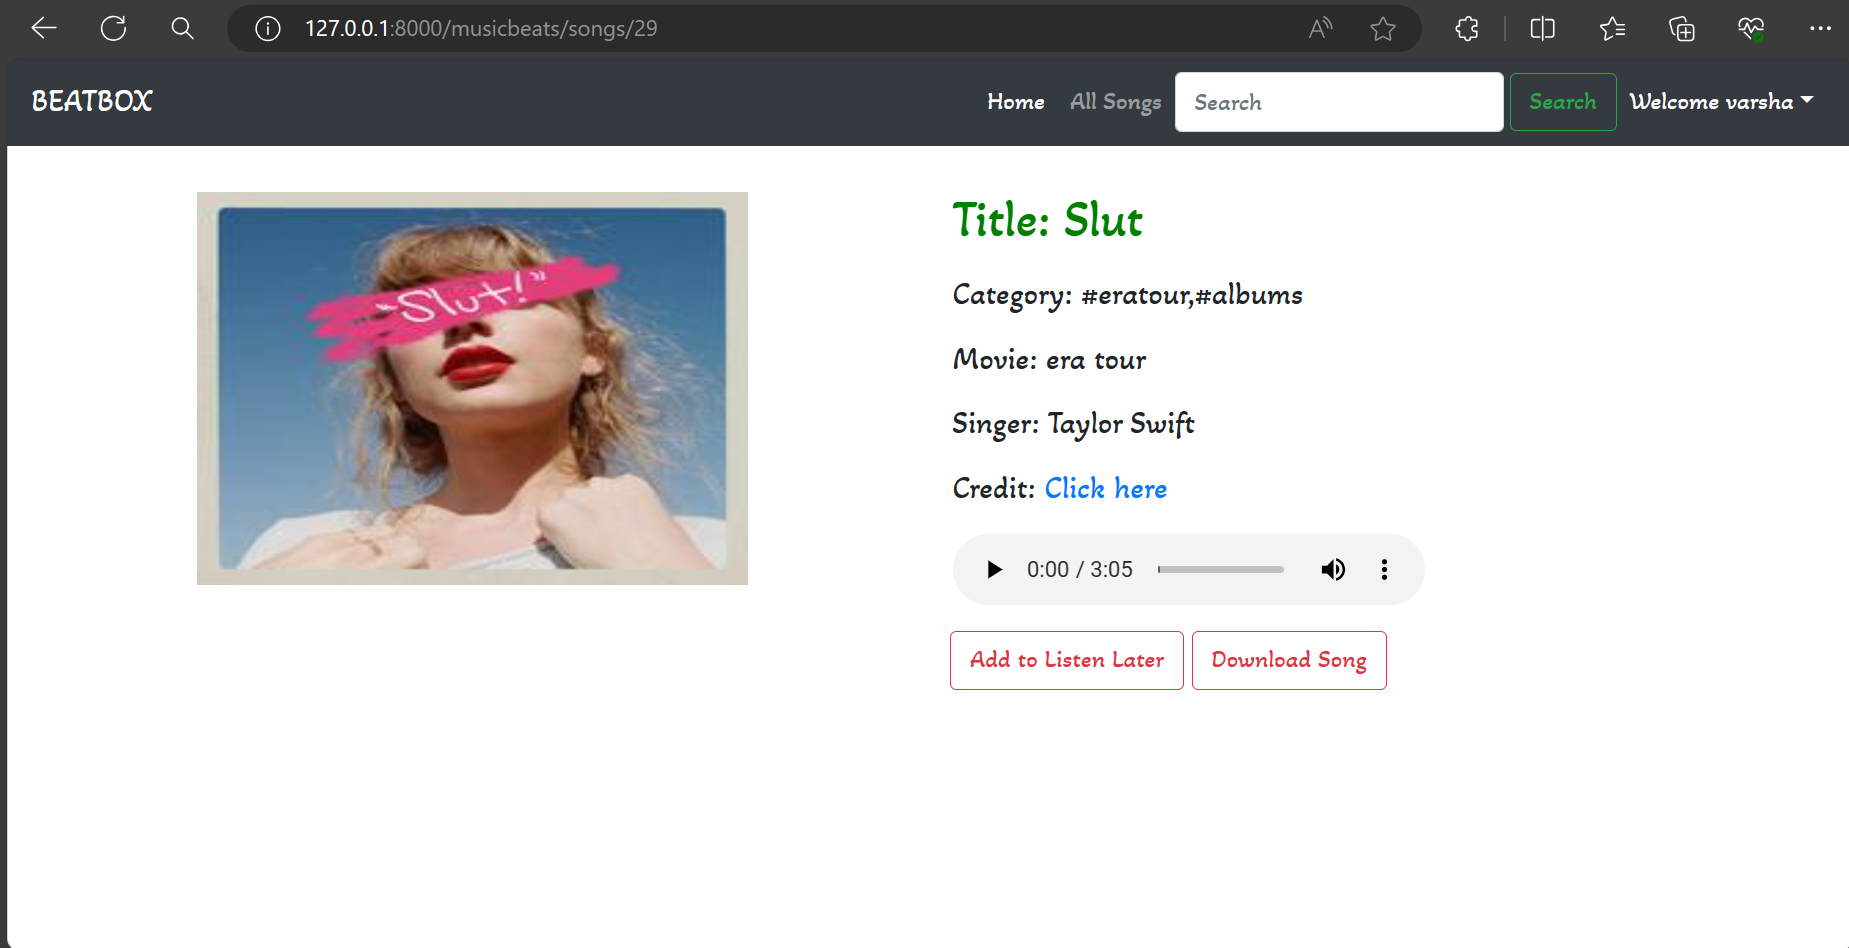 127.0.0.1:8000/musicbeats/songs/29
BEATBOX
Home All Songs Search Search Welcome varsha
"Slut!"
Title: Slut
Category: #eratour,#albums
Movie: era tour
Singer: Taylor Swift
Credit: Click here
0:00 / 3:05
Add to Listen Later Download Song